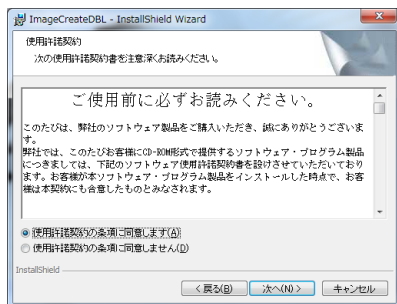 ImageCreateDBL - InstallShield Wizard
使用許諾契約
次の使用許諾契約書を注意深くお読みください。
ご使用前に必ずお読みください。
このたびは、弊社のソフトウェア製品をご購入いただき、誠にありがとうございま
す。
弊社では、このたびお客様にCD-ROM形式で提供するソフトウェア・プログラム製品
につきましては、下記のソフトウェア使用許諾契約書を設けさせていただいており
ます。お客様が本ソフトウェア・プログラム製品をインストールした時点で、お客
様は本契約にも合意したものとみなされます。
使用許諾契約の条項に同意します(A)
使用許諾契約の条項に同意しません(D)
InstallShield
< 戻る(B)
次へ(N) >
キャンセル